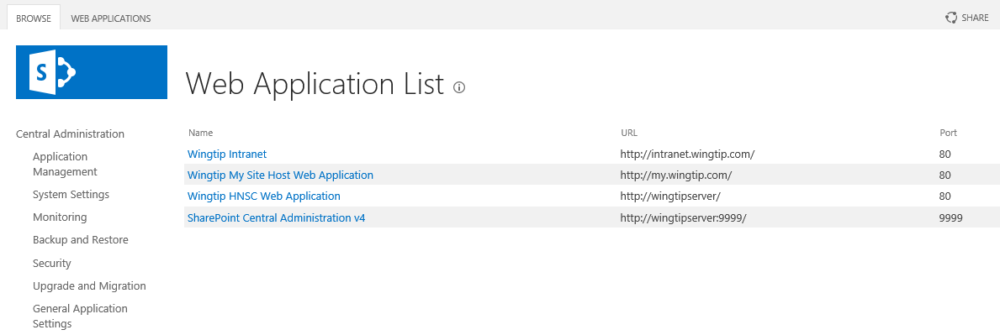 BROWSE WEB APPLICATIONS SHARE
S
Web Application List
Central Administration
Application
Management
System Settings
Monitoring
Backup and Restore
Security
Upgrade and Migration
General Application
Settings
Name URL Port
Wingtip Intranet http://intranet.wingtip.com/ 80
Wingtip My Site Host Web Application http://my.wingtip.com/ 80
Wingtip HNSC Web Application http://wingtipserver/ 80
SharePoint Central Administration v4 http://wingtipserver:9999/ 9999